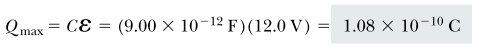 Q_max = C𝓔 = (9.00 × 10⁻¹² F)(12.0 V) = 1.08 × 10⁻¹⁰ C